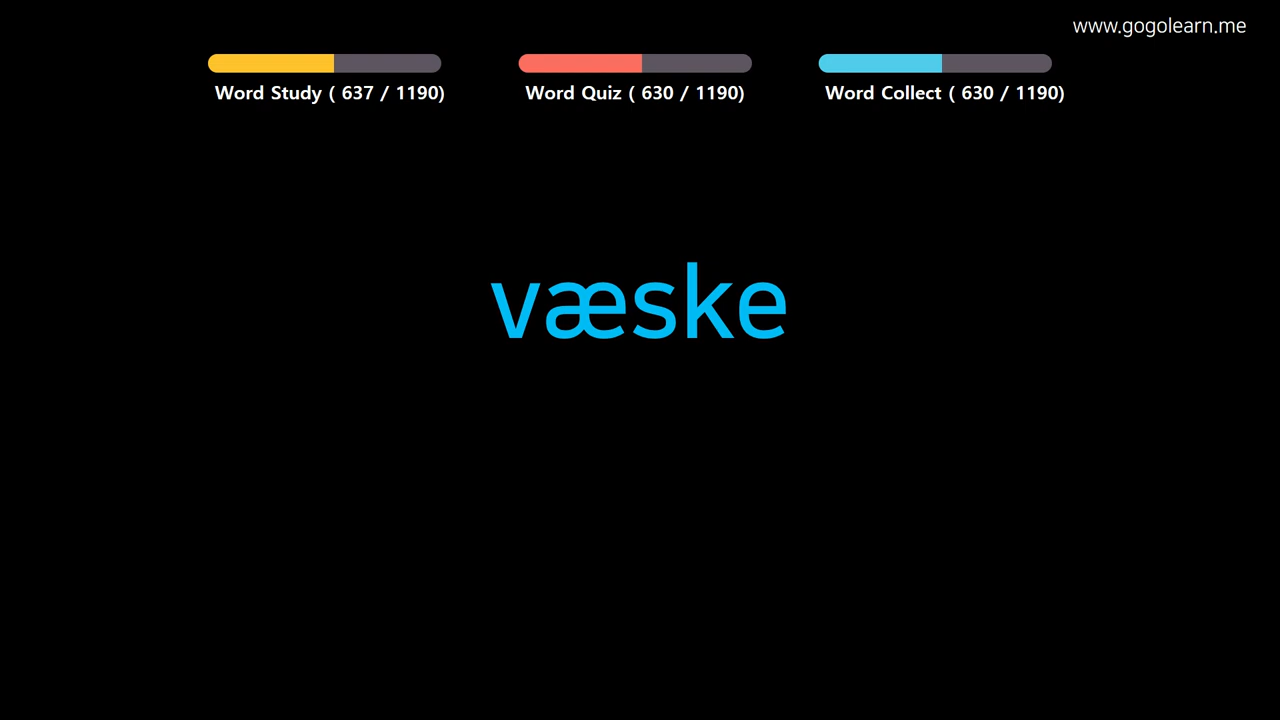 www.gogolearn.me
Word Study ( 637 / 1190)
Word Quiz ( 630 / 1190)
Word Collect ( 630 / 1190)
væske